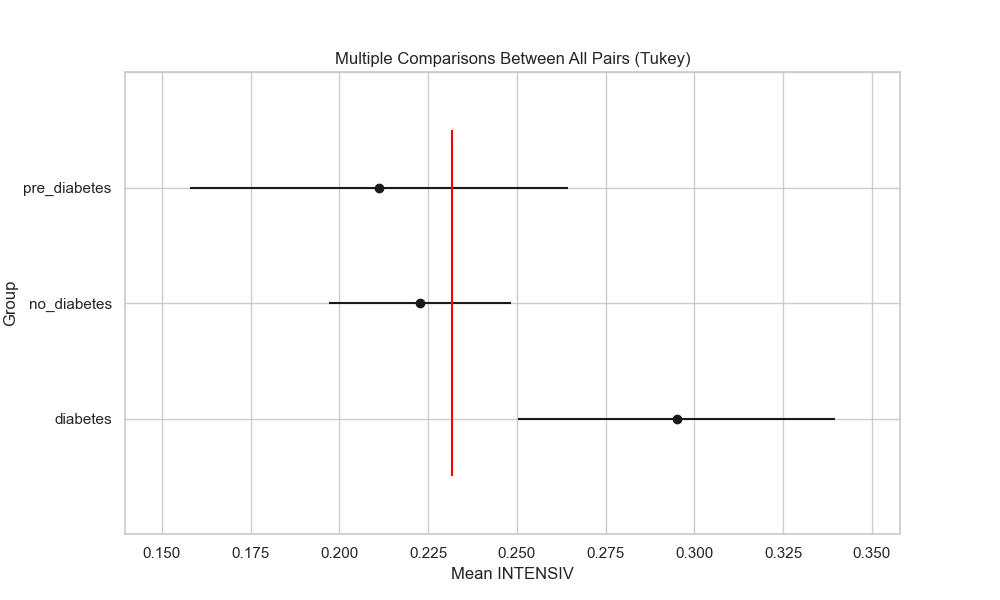 Multiple Comparisons Between All Pairs (Tukey)
pre_diabetes
no_diabetes
diabetes
Group
0.150 0.175 0.200 0.225 0.250 0.275 0.300 0.325 0.350
Mean INTENSIV